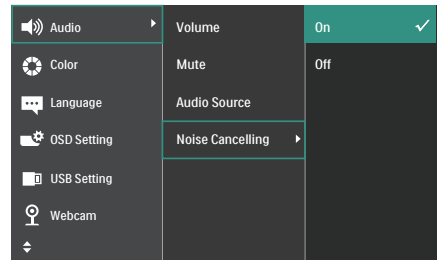 Audio
Color
Language
OSD Setting
USB Setting
Webcam
Volume
Mute
Audio Source
Noise Cancelling
On
Off